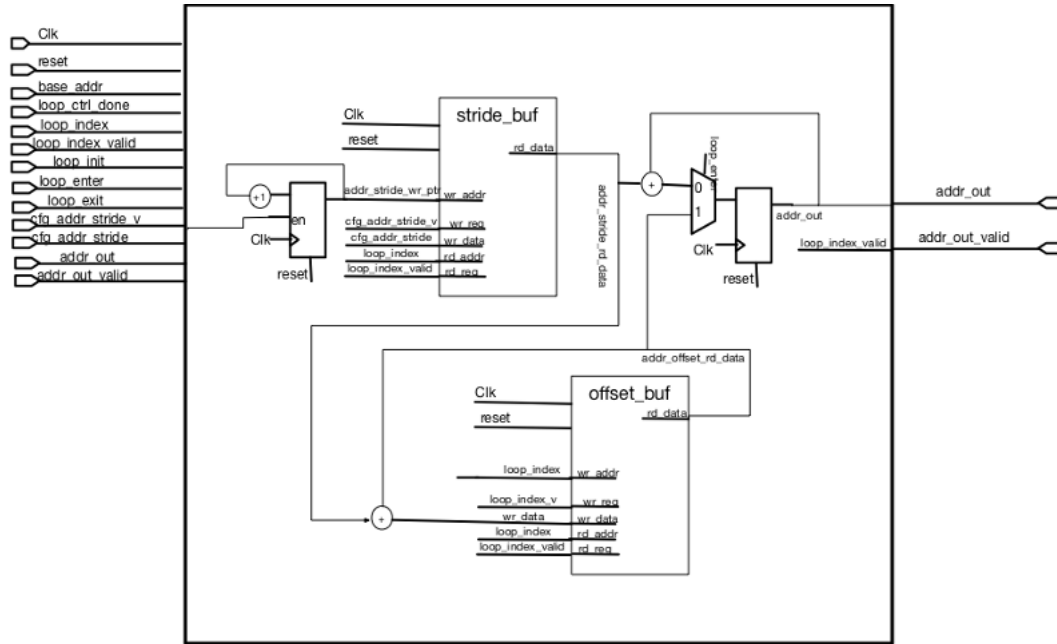 Clk
reset
base_addr
loop_ctrl_done
loop_index
loop_index_valid
loop_init
loop_enter
loop_exit
cfg_addr_stride_v
cfg_addr_stride
addr_out
addr_out_valid
+1
en
Clk
reset
stride_buf
Clk
reset
rd_data
addr_stride_wr_ptr
wr_addr
cfg_addr_stride_v
wr_req
cfg_addr_stride
wr_data
loop_index
rd_addr
loop_index_valid
rd_req
addr_stride_rd_data
+
loop_enter
0
1
Clk
reset
addr_out
loop_index_valid
addr_out
addr_out_valid
addr_offset_rd_data
offset_buf
Clk
reset
rd_data
loop_index
wr_addr
loop_index_v
wr_req
wr_data
wr_data
loop_index
rd_addr
loop_index_valid
rd_req
+